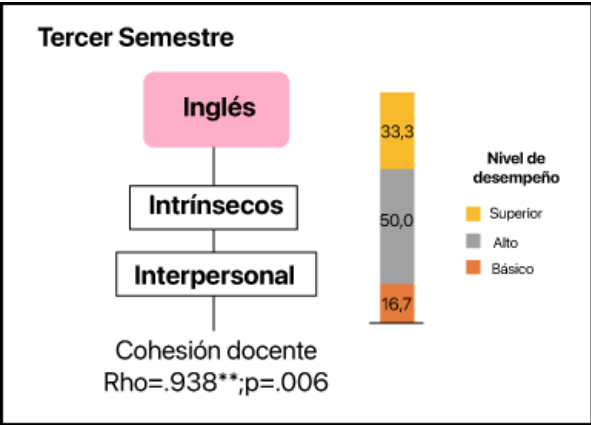 Tercer Semestre
Inglés
Intrínsecos
Interpersonal
Cohesión docente
Rho=.938**;p=.006
33,3
50,0
16,7
Nivel de
desempeño
Superior
Alto
Básico